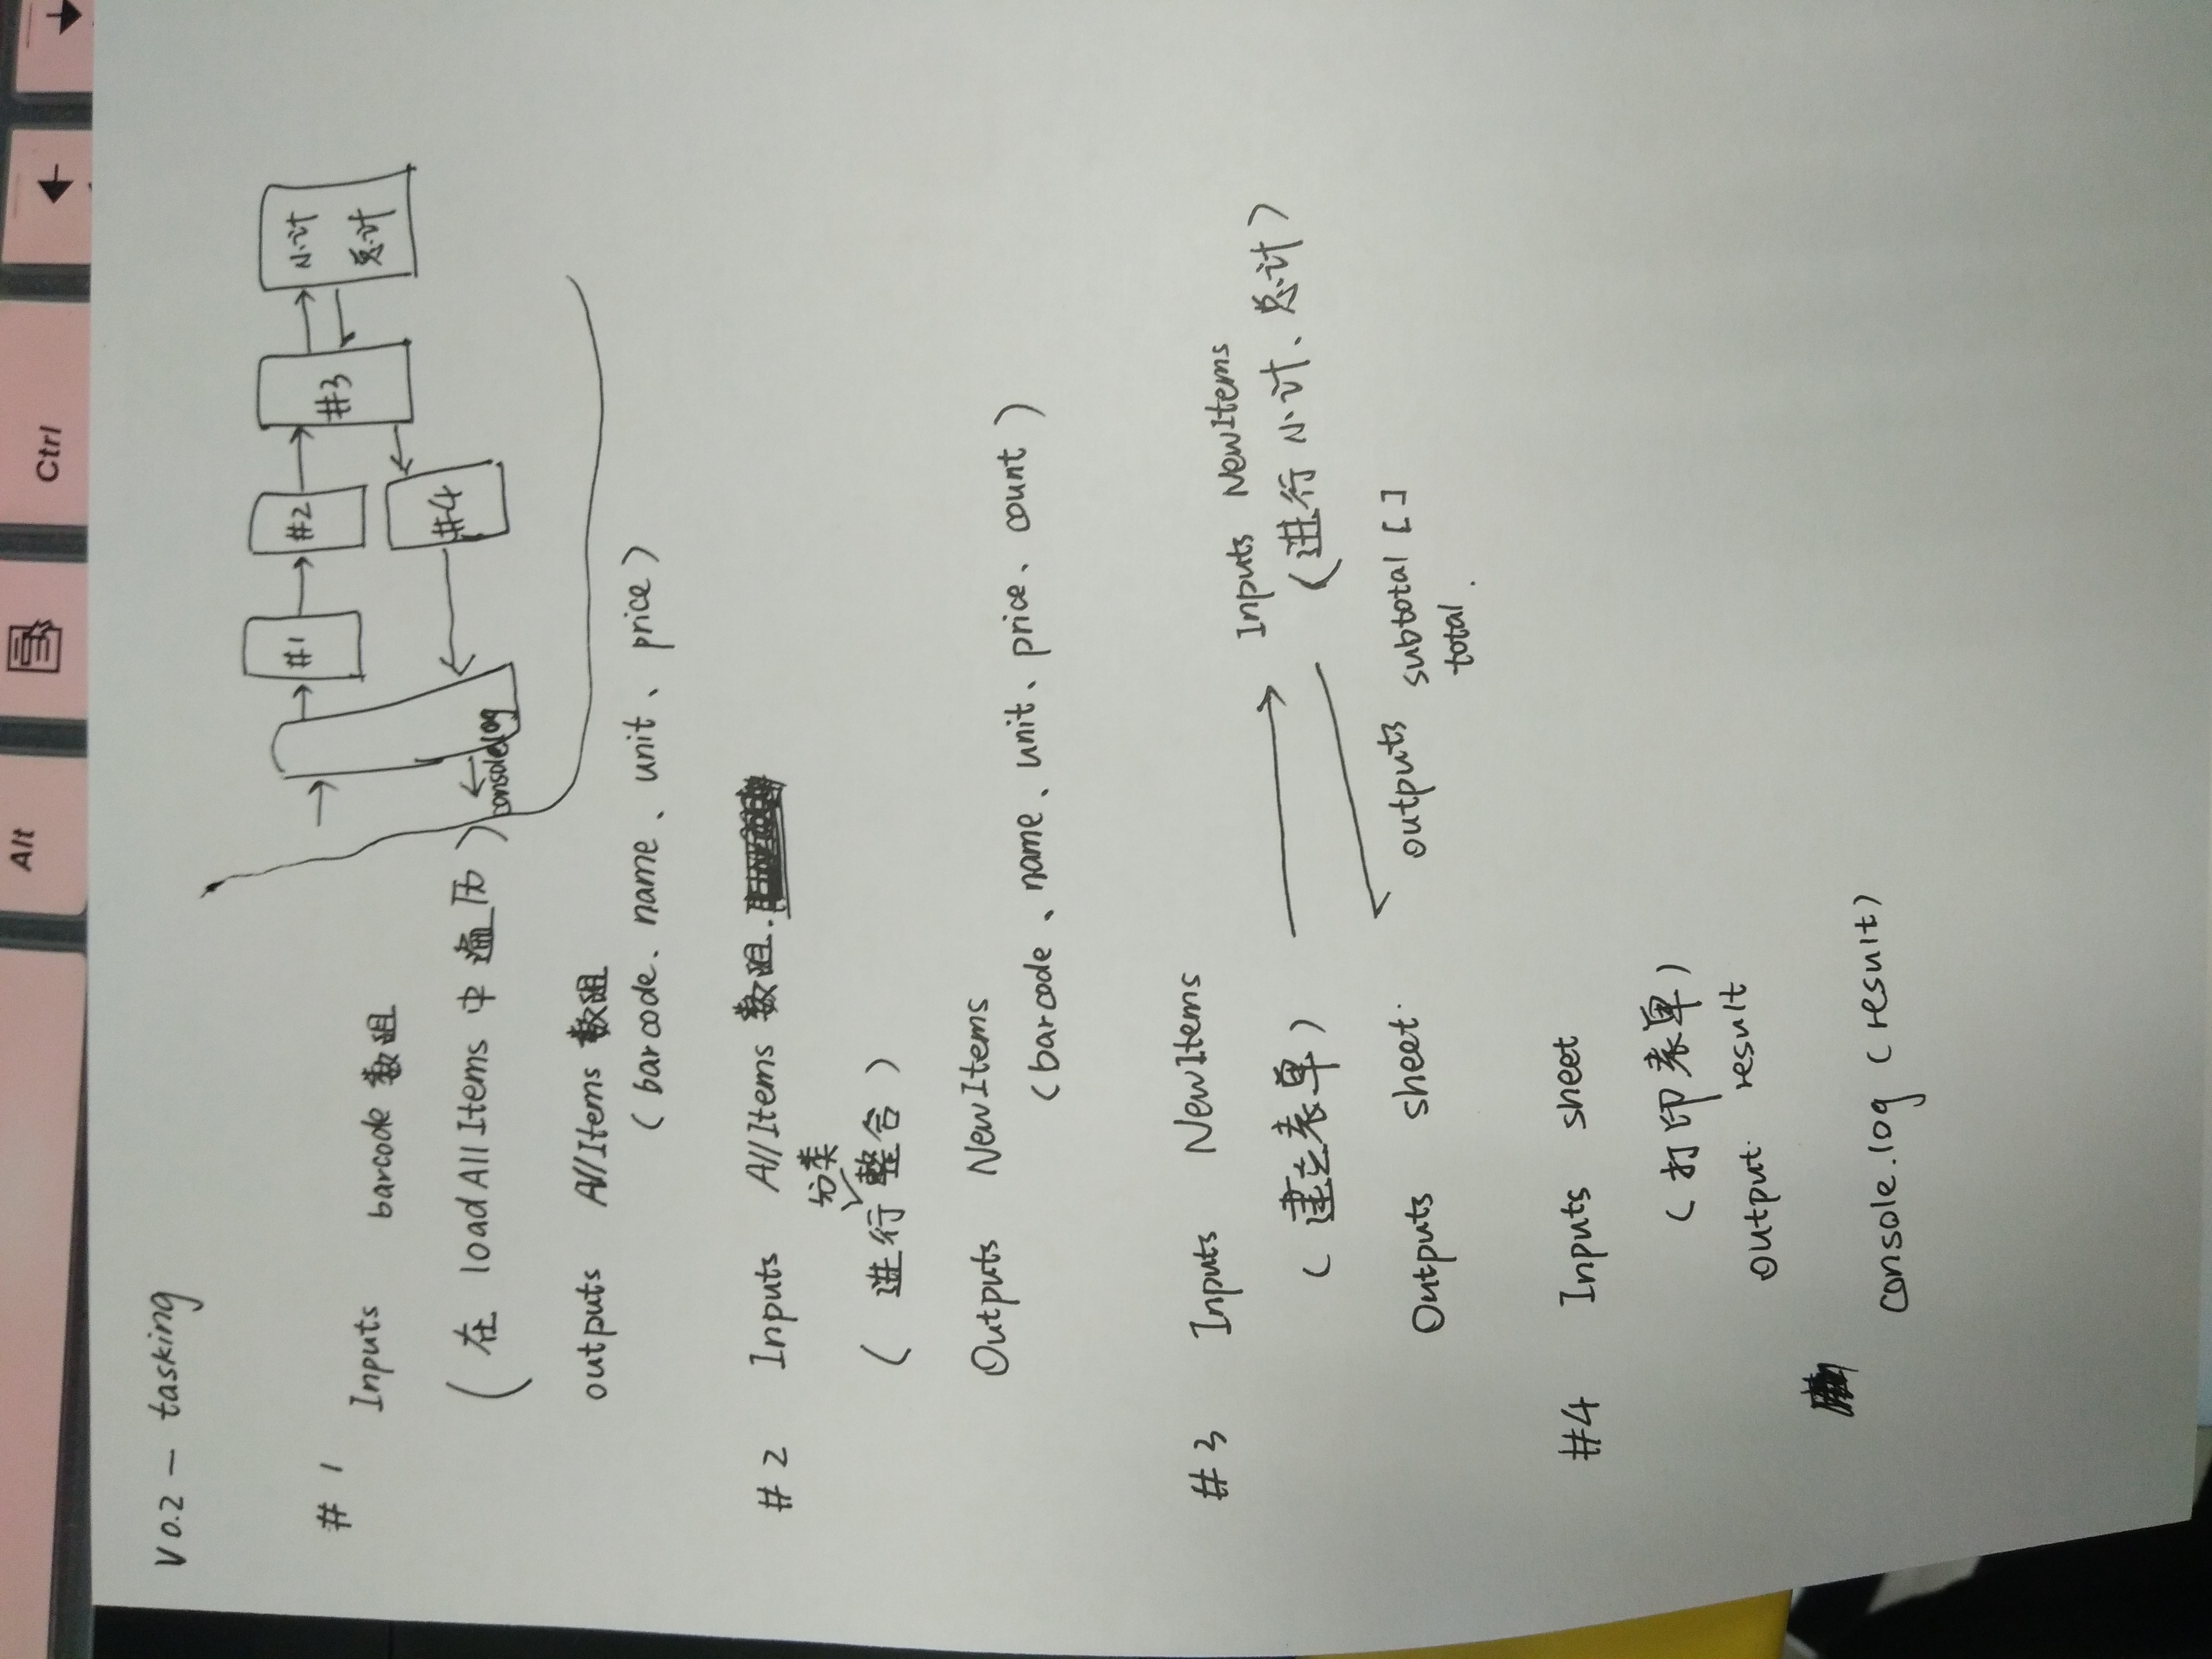 Alt
Ctrl
V0.2 - tasking
#1
#2
#3
#4
小计
总计
console.log
#1
Inputs barcode 数组
(在 loadAllItems 中遍历)
outputs AllItems 数组
(barcode、name、unit、price)
#2 Inputs AllItems 数组.
分类
(进行整合)
Outputs NewItems
(barcode、name、unit、price、count)
#3 Inputs NewItems
(建立表单)
Outputs sheet.
Inputs NewItems
(进行小计、总计)
outputs subtotal []
total.
#4 Inputs sheet
(打印表单)
output. result
console.log (result)